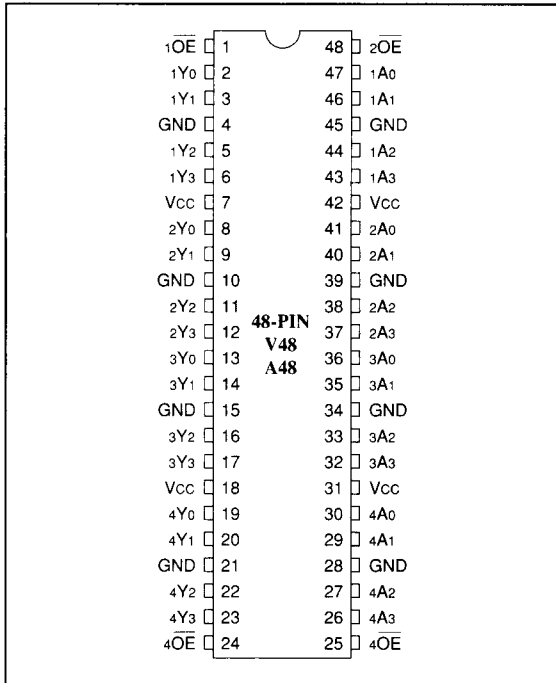 1O̅E̅ 1 48 2O̅E̅
1Y0 2 47 1A0
1Y1 3 46 1A1
GND 4 45 GND
1Y2 5 44 1A2
1Y3 6 43 1A3
VCC 7 42 VCC
2Y0 8 41 2A0
2Y1 9 40 2A1
GND 10 39 GND
2Y2 11 38 2A2
48-PIN
2Y3 12 37 2A3
V48
3Y0 13 36 3A0
A48
3Y1 14 35 3A1
GND 15 34 GND
3Y2 16 33 3A2
3Y3 17 32 3A3
VCC 18 31 VCC
4Y0 19 30 4A0
4Y1 20 29 4A1
GND 21 28 GND
4Y2 22 27 4A2
4Y3 23 26 4A3
4O̅E̅ 24 25 4O̅E̅